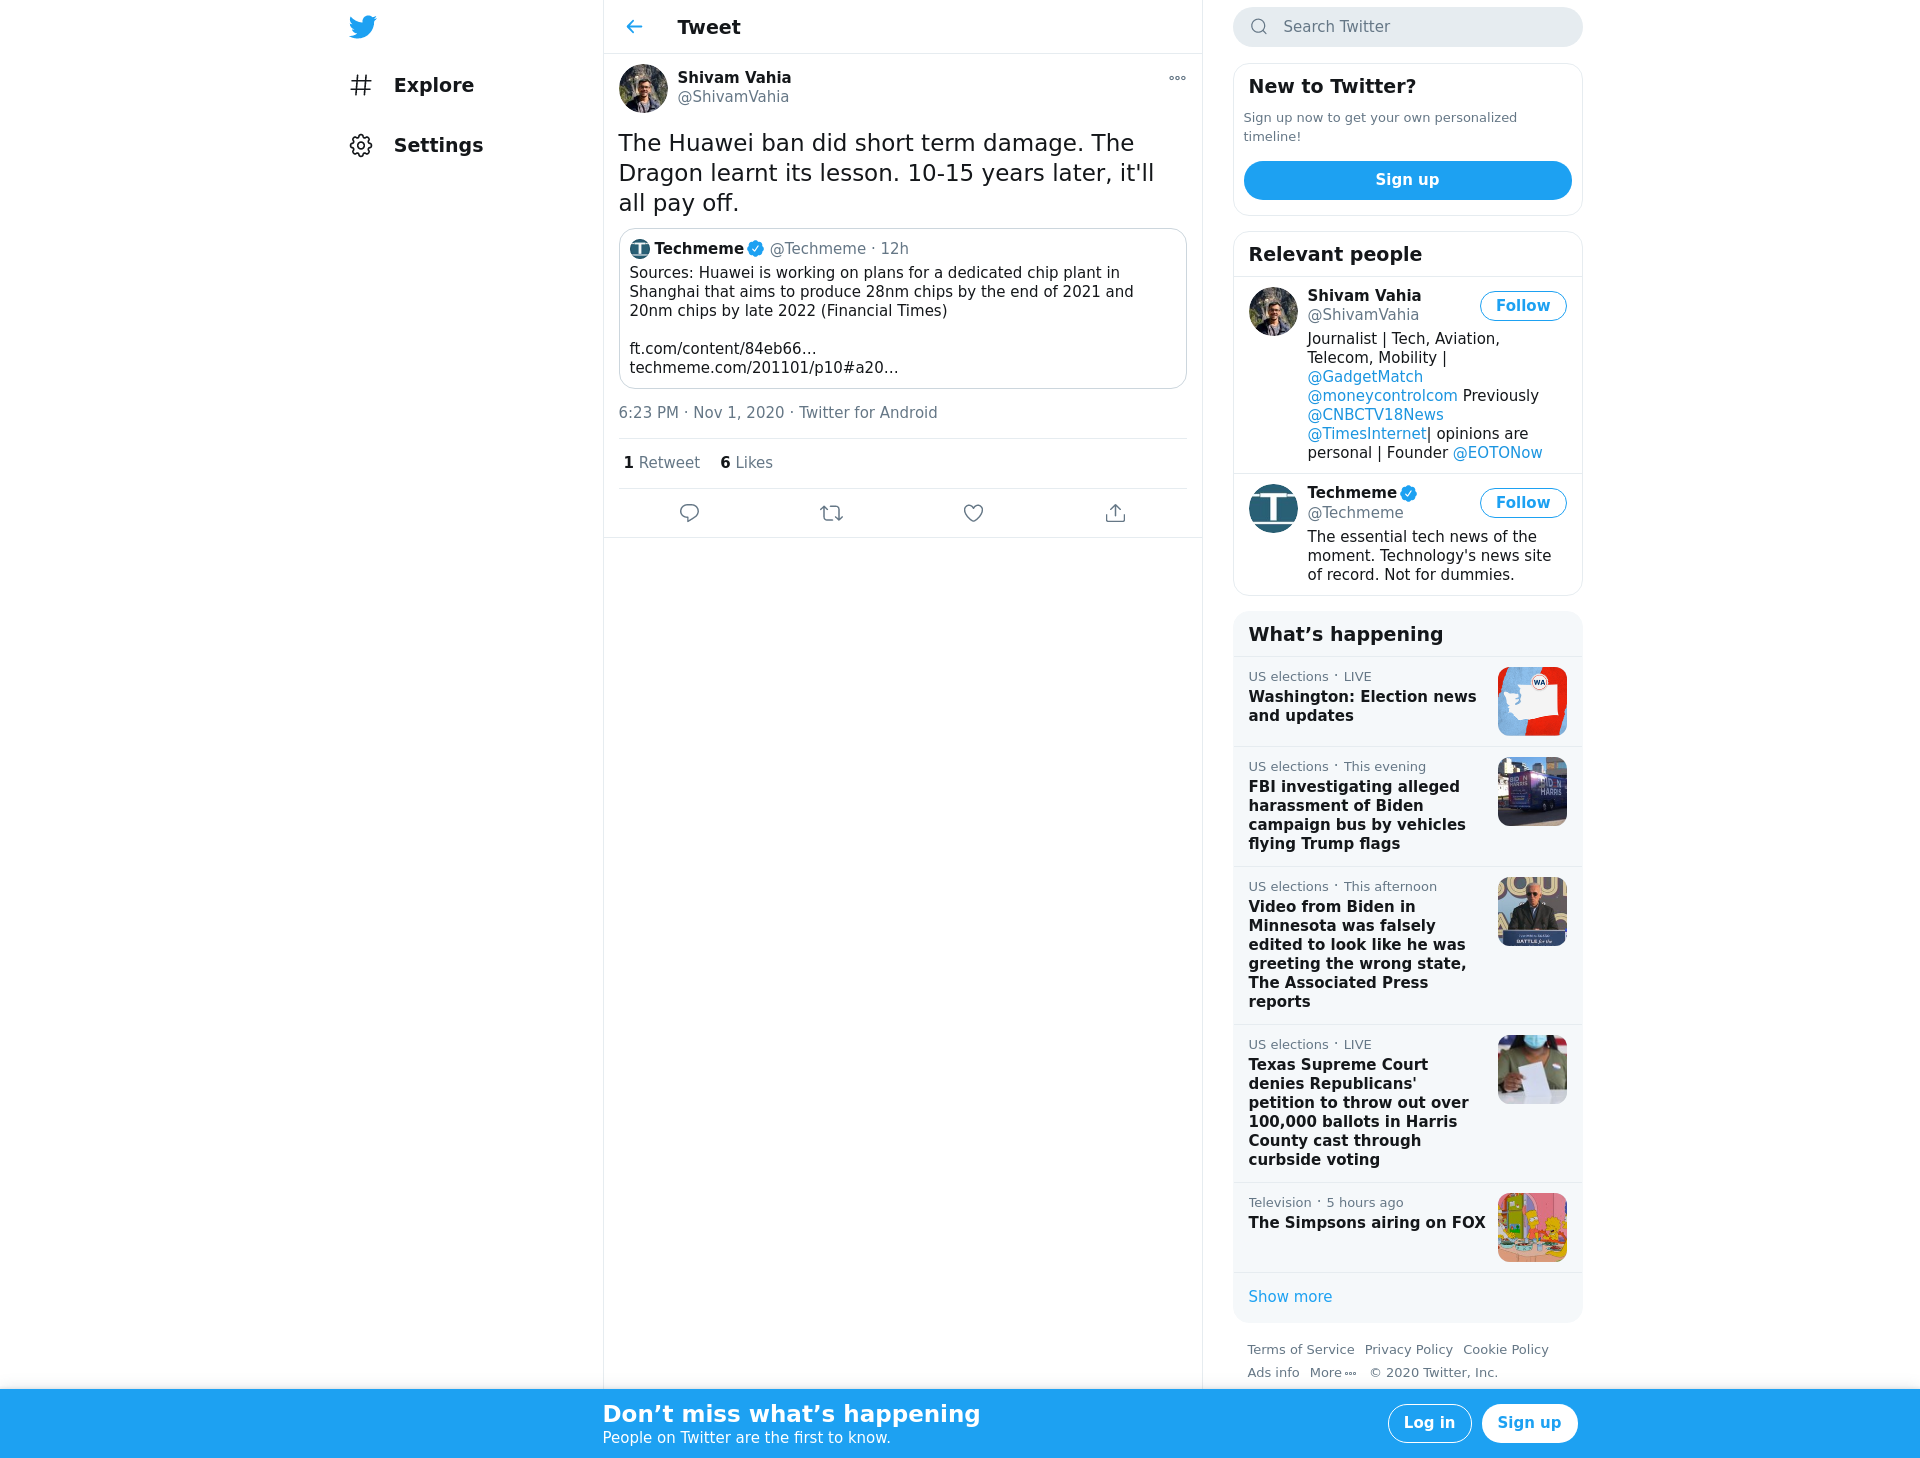 Explore
Settings
Tweet
Shivam Vahia
@ShivamVahia
The Huawei ban did short term damage. The
Dragon learnt its lesson. 10-15 years later, it'll
all pay off.
Techmeme @Techmeme · 12h
Sources: Huawei is working on plans for a dedicated chip plant in
Shanghai that aims to produce 28nm chips by the end of 2021 and
20nm chips by late 2022 (Financial Times)
ft.com/content/84eb66…
techmeme.com/201101/p10#a20…
6:23 PM · Nov 1, 2020 · Twitter for Android
1 Retweet 6 Likes
Search Twitter
New to Twitter?
Sign up now to get your own personalized
timeline!
Sign up
Relevant people
Shivam Vahia
@ShivamVahia
Follow
Journalist | Tech, Aviation,
Telecom, Mobility |
@GadgetMatch
@moneycontrolcom Previously
@CNBCTV18News
@TimesInternet| opinions are
personal | Founder @EOTONow
Techmeme
@Techmeme
Follow
The essential tech news of the
moment. Technology's news site
of record. Not for dummies.
What’s happening
US elections · LIVE
Washington: Election news
and updates
WA
US elections · This evening
FBI investigating alleged
harassment of Biden
campaign bus by vehicles
flying Trump flags
HARRIS
US elections · This afternoon
Video from Biden in
Minnesota was falsely
edited to look like he was
greeting the wrong state,
The Associated Press
reports
BATTLE for the
US elections · LIVE
Texas Supreme Court
denies Republicans'
petition to throw out over
100,000 ballots in Harris
County cast through
curbside voting
Television · 5 hours ago
The Simpsons airing on FOX
Show more
Terms of Service Privacy Policy Cookie Policy
Ads info More © 2020 Twitter, Inc.
Don’t miss what’s happening
People on Twitter are the first to know.
Log in
Sign up